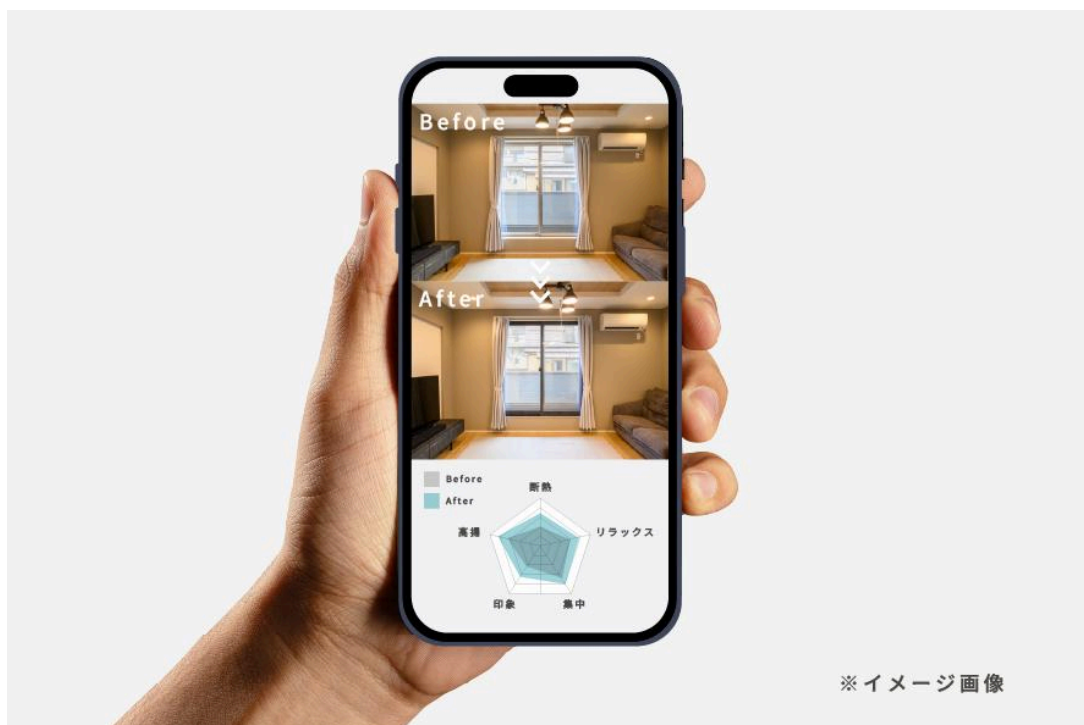 Before
After
Before
After
断熱
高揚
リラックス
印象
集中
※イメージ画像